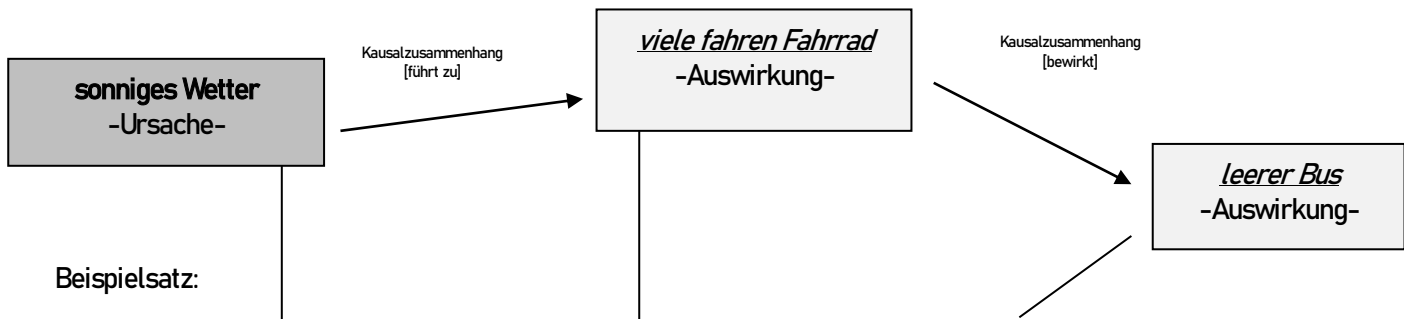 sonniges Wetter
-Ursache-
Kausalzusammenhang
[führt zu]
viele fahren Fahrrad
-Auswirkung-
Kausalzusammenhang
[bewirkt]
leerer Bus
-Auswirkung-
Beispielsatz: